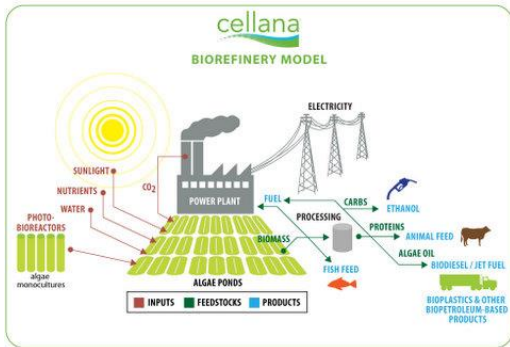 cellana
BIOREFINERY MODEL
ELECTRICITY
SUNLIGHT
CO2
NUTRIENTS
WATER
POWER PLANT
FUEL
CARBS
ETHANOL
PHOTO-
BIOREACTORS
PROCESSING
PROTEINS
BIOMASS
ANIMAL FEED
algae
monocultures
ALGAE PONDS
FISH FEED
ALGAE OIL
BIODIESEL / JET FUEL
INPUTS
FEEDSTOCKS
PRODUCTS
BIOPLASTICS & OTHER
BIOPETROLEUM-BASED
PRODUCTS